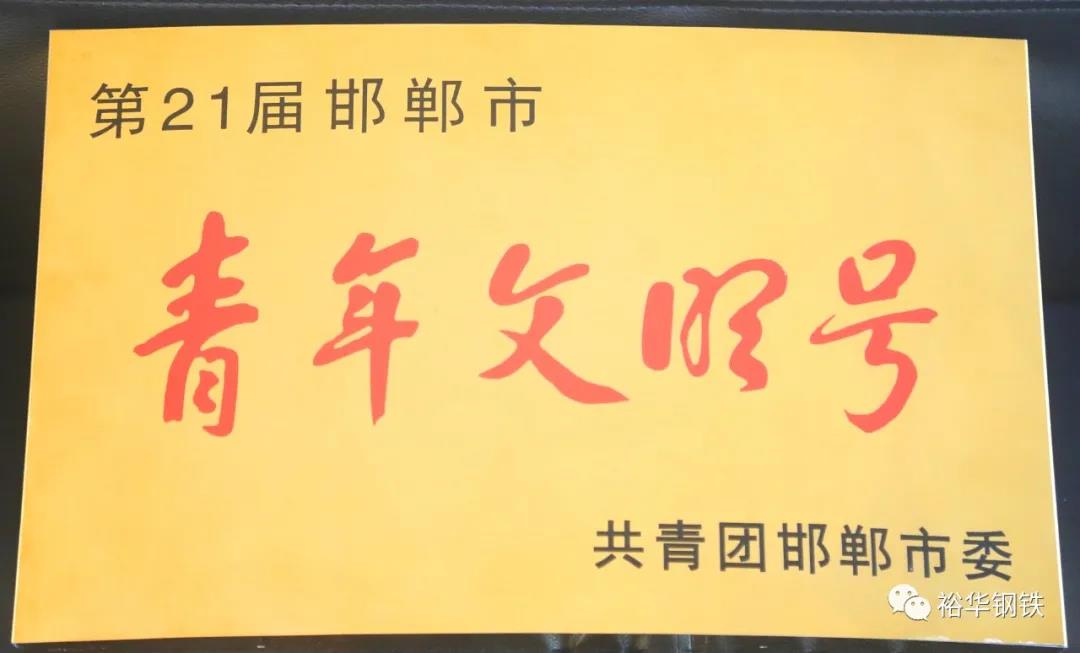 第21届邯郸市
青年文明号
共青团邯郸市委
裕华钢铁